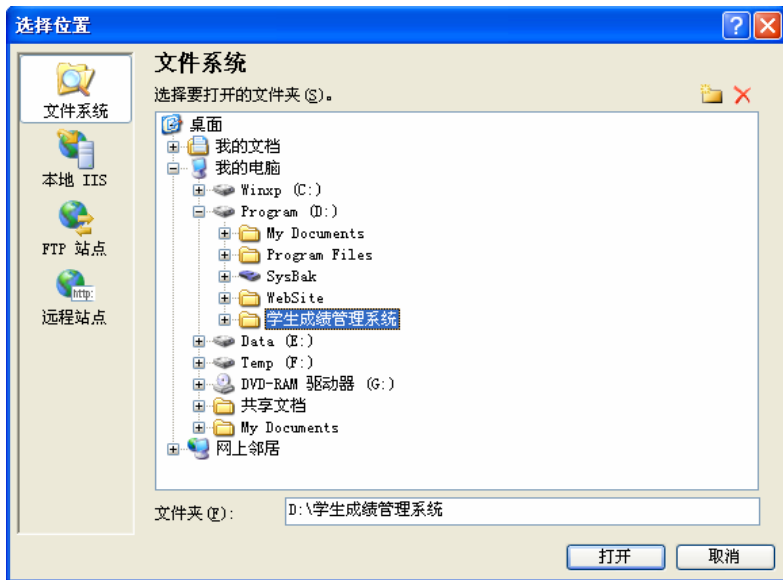 选择位置
文件系统
本地 IIS
FTP 站点
http:
远程站点
文件系统
选择要打开的文件夹(S)。
桌面
我的文档
我的电脑
Winxp (C:)
Program (D:)
My Documents
Program Files
SysBak
WebSite
学生成绩管理系统
Data (E:)
Temp (F:)
DVD-RAM 驱动器 (G:)
共享文档
My Documents
网上邻居
文件夹(F): D:\学生成绩管理系统
打开 取消